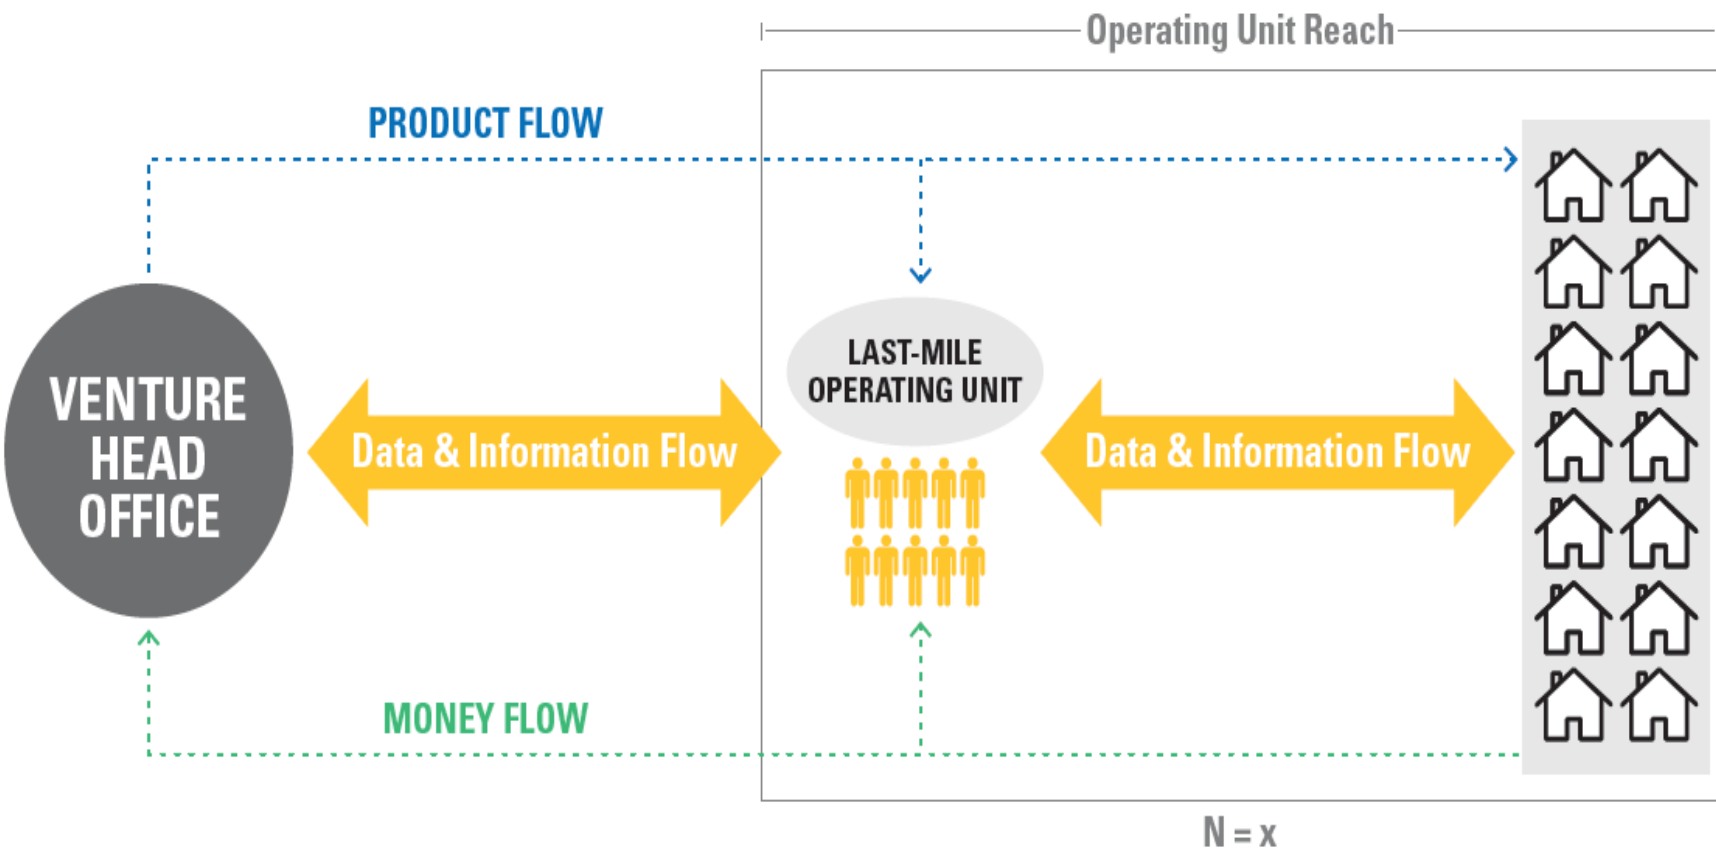 Operating Unit Reach
PRODUCT FLOW
VENTURE
HEAD
OFFICE
Data & Information Flow
LAST-MILE
OPERATING UNIT
Data & Information Flow
MONEY FLOW
N = x